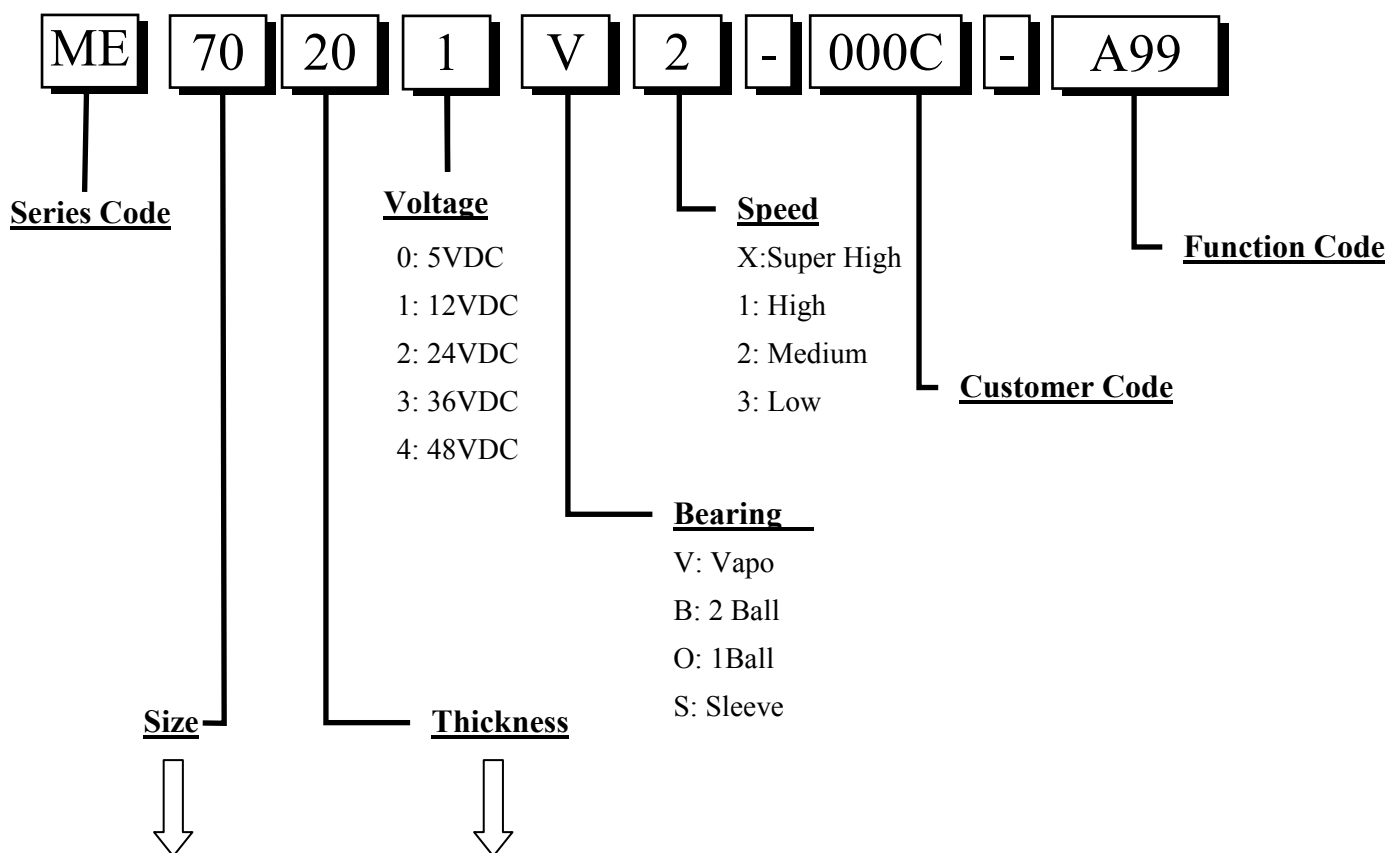 ME 70 20 1 V 2 - 000C - A99
Series Code
Voltage
0: 5VDC
1: 12VDC
2: 24VDC
3: 36VDC
4: 48VDC
Speed
X:Super High
1: High
2: Medium
3: Low
Function Code
Customer Code
Bearing
V: Vapo
B: 2 Ball
O: 1Ball
S: Sleeve
Size
Thickness